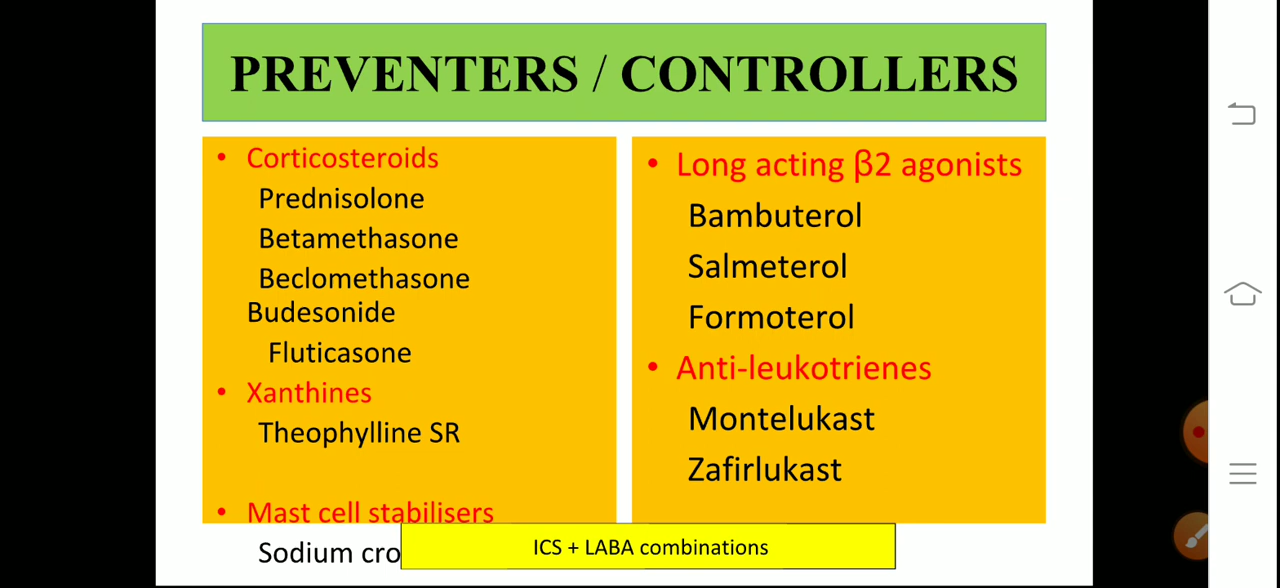 PREVENTERS / CONTROLLERS
• Corticosteroids
Prednisolone
Betamethasone
Beclomethasone
Budesonide
Fluticasone
• Xanthines
Theophylline SR
• Mast cell stabilisers
Sodium cro
• Long acting β2 agonists
Bambuterol
Salmeterol
Formoterol
• Anti-leukotrienes
Montelukast
Zafirlukast
ICS + LABA combinations